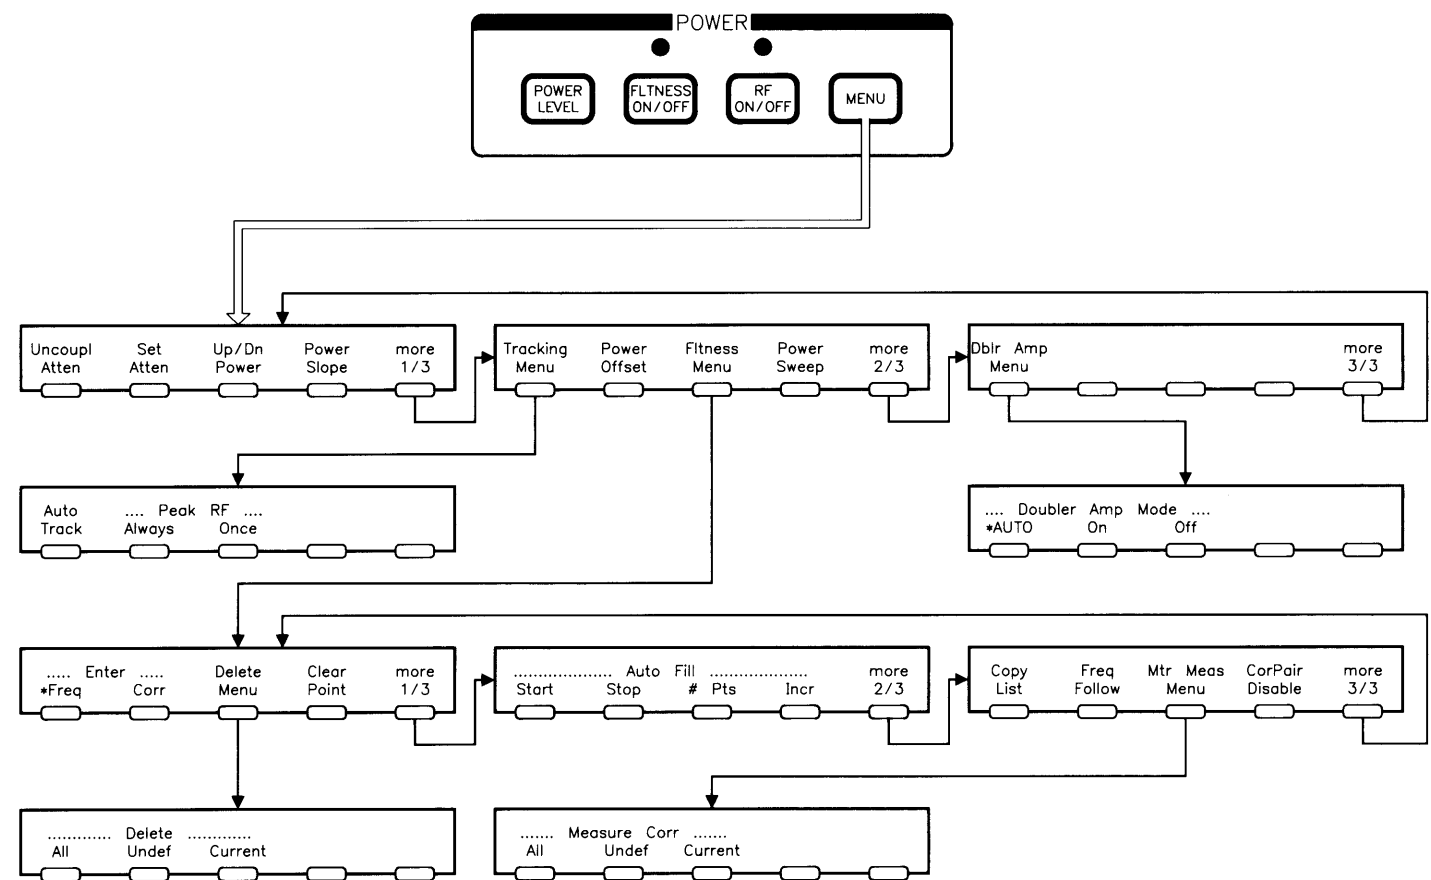 POWER
POWER LEVEL
FLTNESS ON/OFF
RF ON/OFF
MENU
Uncoupl Atten
Set Atten
Up/Dn Power
Power Slope
more 1/3
Tracking Menu
Power Offset
Fltness Menu
Power Sweep
more 2/3
Dblr Amp Menu
more 3/3
Auto Track
.... Peak RF ....
Always
Once
.... Doubler Amp Mode ....
*AUTO
On
Off
..... Enter .....
*Freq
Corr
Delete Menu
Clear Point
more 1/3
.................... Auto Fill ....................
Start
Stop
# Pts
Incr
more 2/3
Copy List
Freq Follow
Mtr Meas Menu
CorPair Disable
more 3/3
............. Delete .............
All
Undef
Current
....... Measure Corr .......
All
Undef
Current